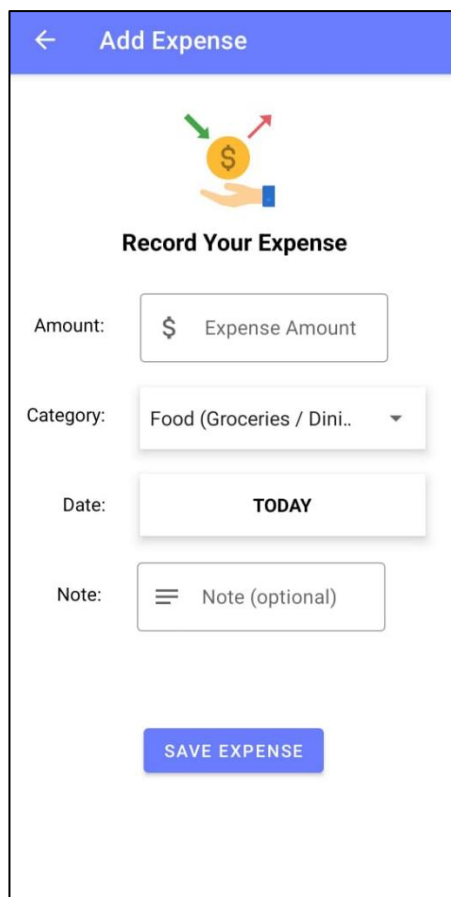 Add Expense
$
Record Your Expense
Amount:
$ Expense Amount
Category:
Food (Groceries / Dini..
Date:
TODAY
Note:
Note (optional)
SAVE EXPENSE